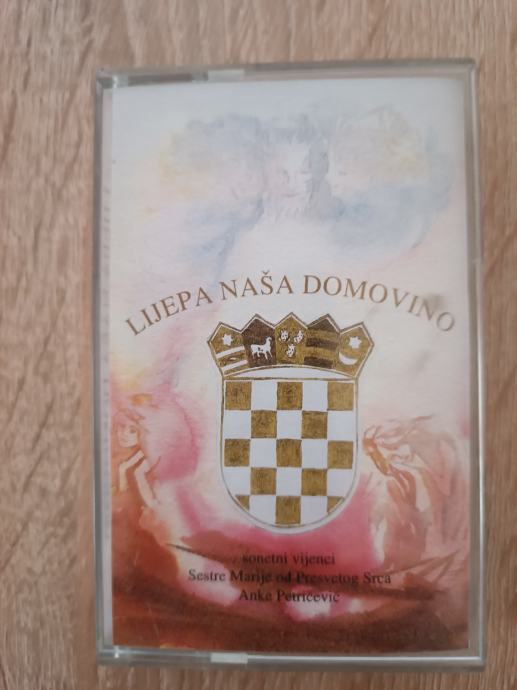 LIJEPA NAŠA DOMOVINO
sonetni vijenci
Sestre Marije od Presvetog Srca
Anke Petričević